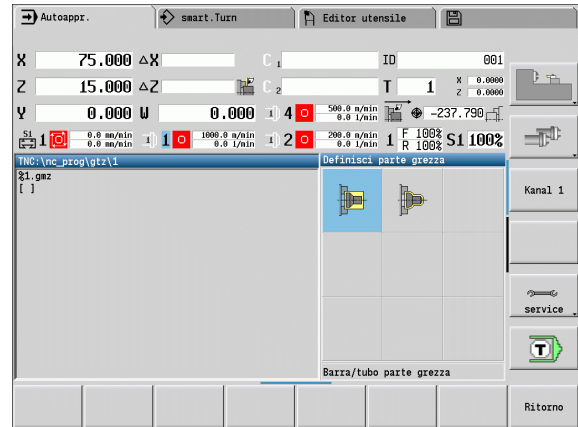 Autoappr. smart.Turn Editor utensile
X 75.000 △X C 1 ID 001
Z 15.000 △Z C 2 T 1 X 0.0000 Z 0.0000
Y 0.000 W 0.000 4 500.0 m/min 0.0 1/min -237.790
S1 1 0.0 mm/min 0.0 mm/min 1 1000.0 m/min 0.0 1/min 2 200.0 m/min 0.0 1/min 1 F 100% R 100% S1 100%
TNC:\nc_prog\gtz\1 Definisci parte grezza
%1.gmz
[ ]
Kanal 1
service
T
Barra/tubo parte grezza
Ritorno